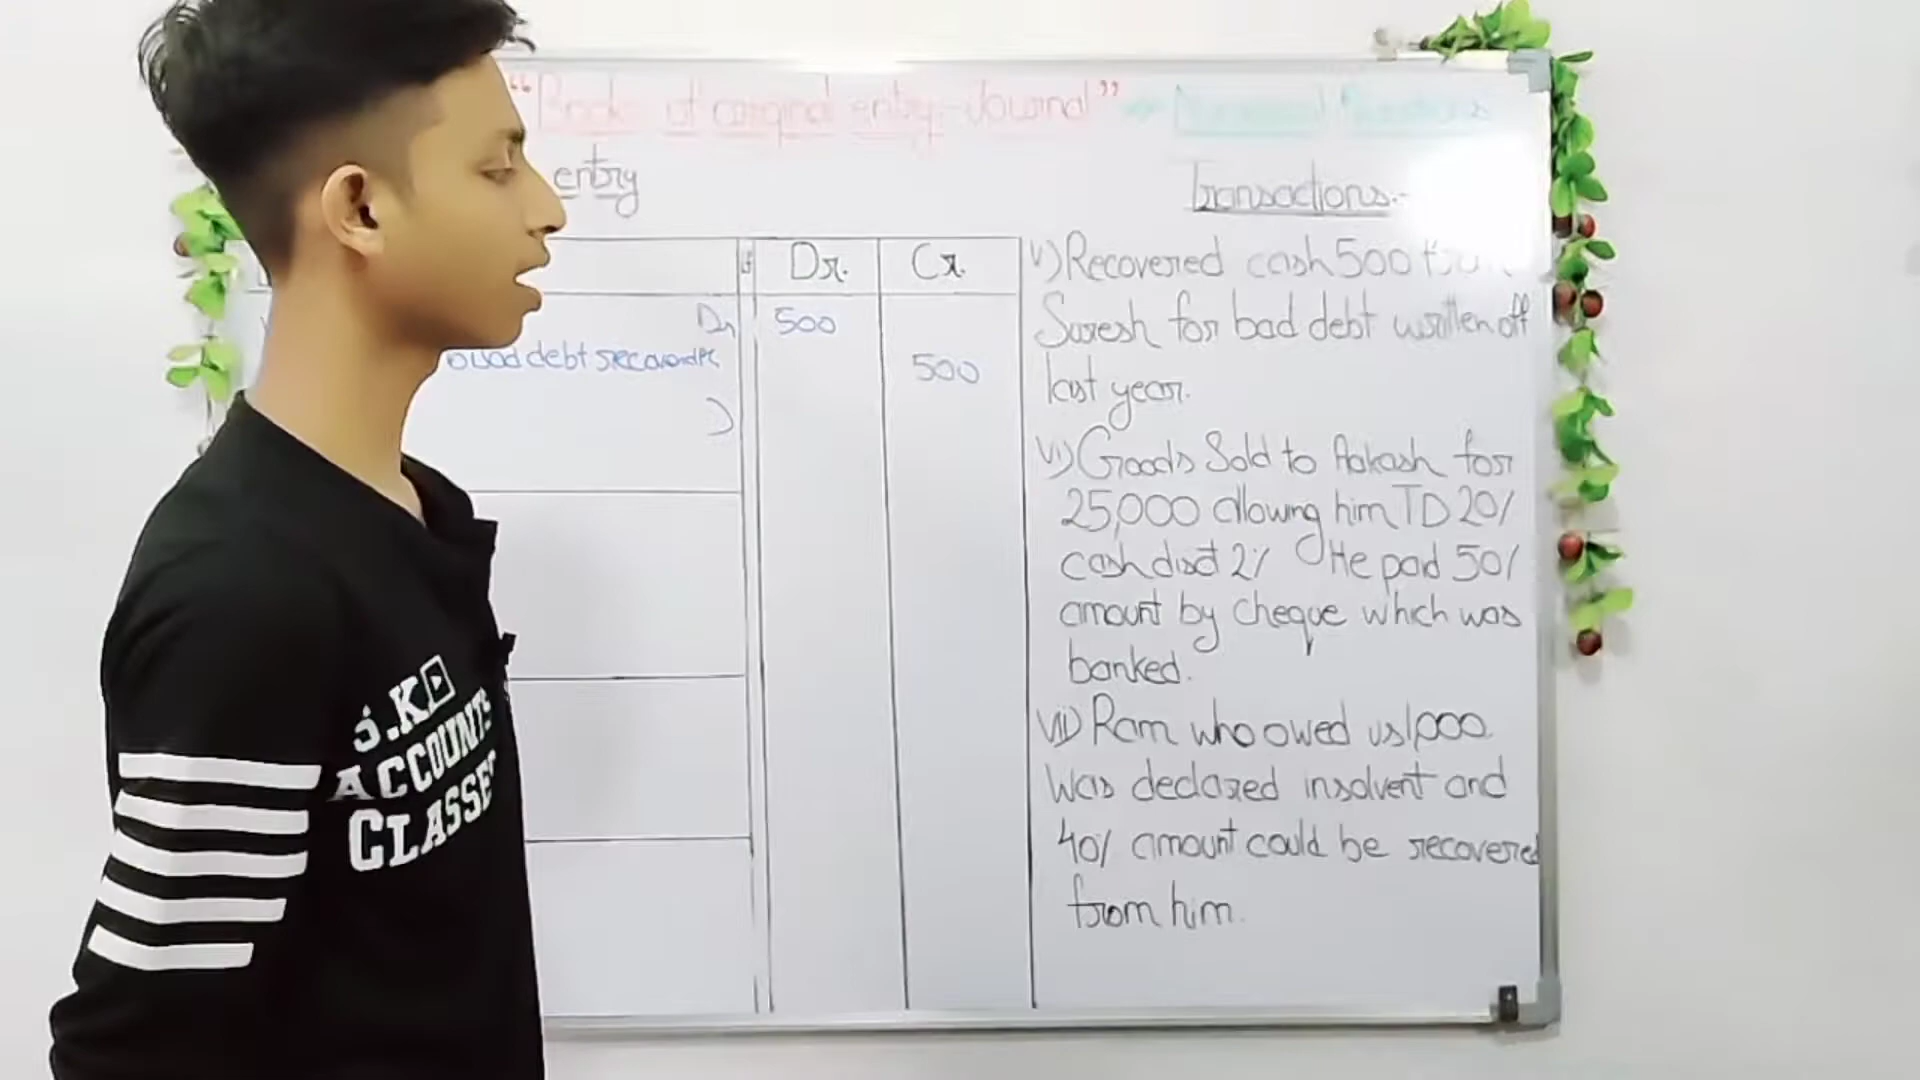 “Books of original entry-Journal”
entry
Transactions:-
Dr. Cr.
Dr 500
bad debt recovered A/c
500
)
V) Recovered cash 500 from
Suresh for bad debt written off
last year.
VI) Goods Sold to Aakash for
25,000 allowing him TD 20%
cash disct 2% He paid 50%
amount by cheque which was
banked.
VII) Ram who owed us 1,000
was declared insolvent and
40% amount could be recovered
from him.
S.K
ACCOUNTS
CLASSES